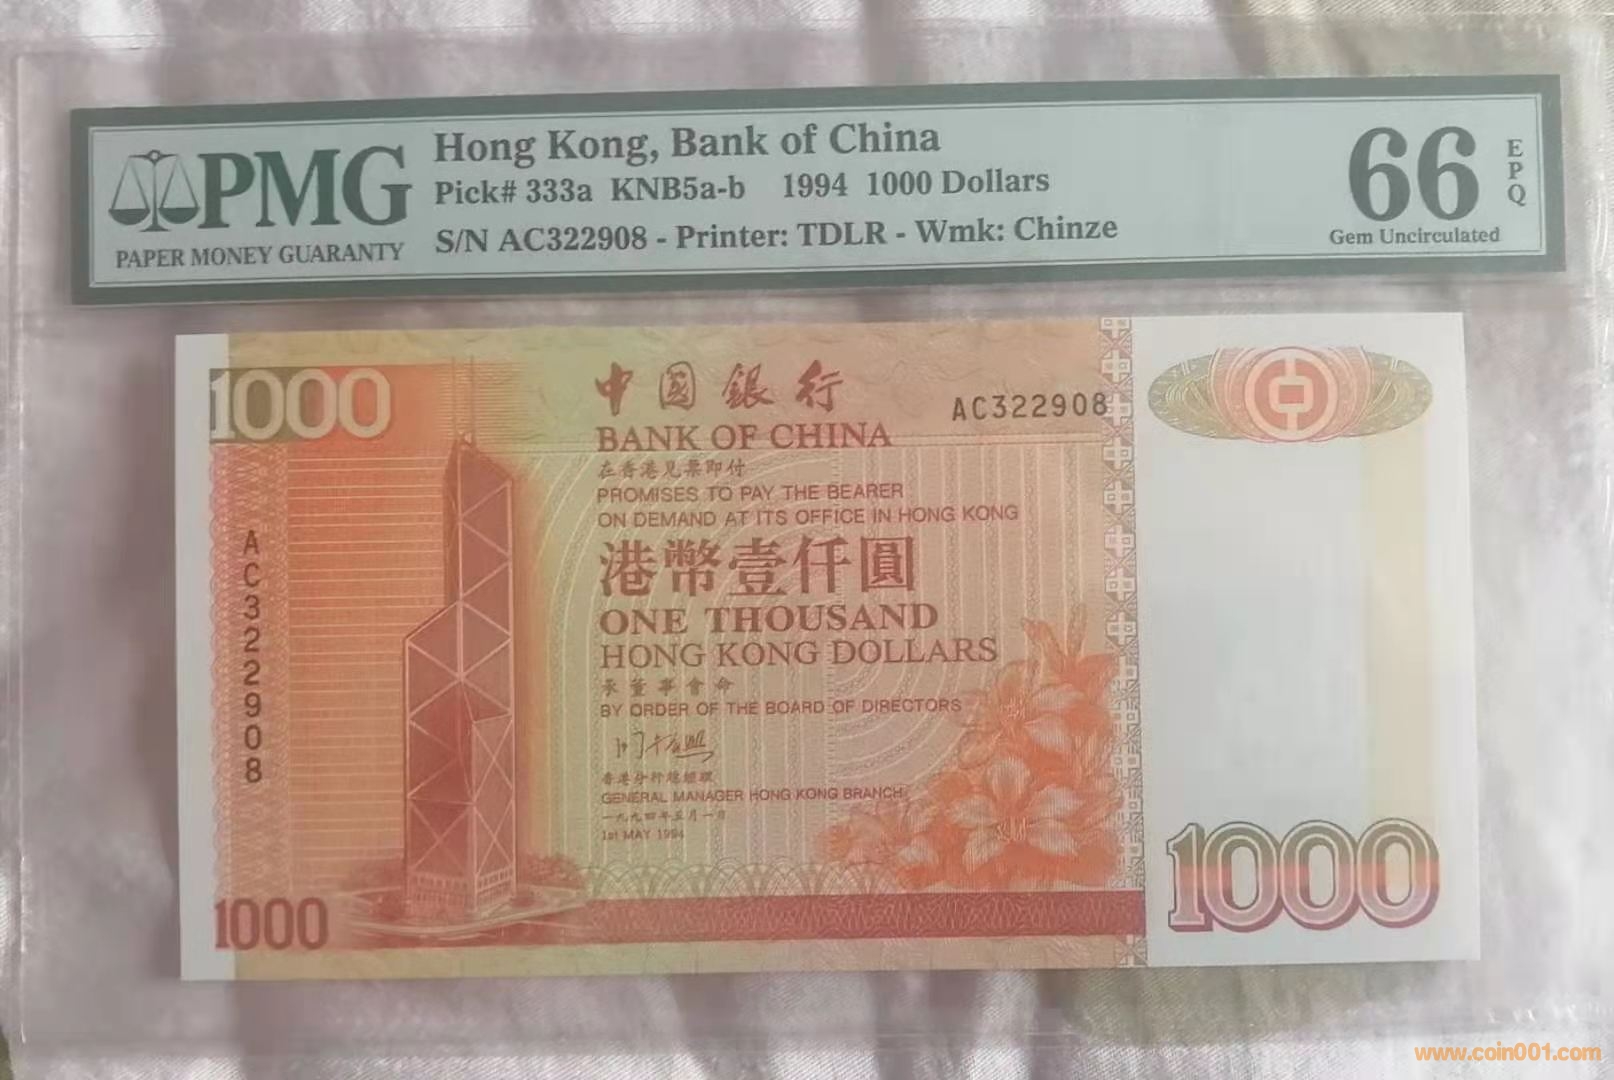 PMG
PAPER MONEY GUARANTY
Hong Kong, Bank of China
Pick# 333a KNB5a-b 1994 1000 Dollars
S/N AC322908 - Printer: TDLR - Wmk: Chinze
66
EPQ
Gem Uncirculated
1000
中國銀行
AC322908
BANK OF CHINA
在香港見票即付
PROMISES TO PAY THE BEARER
ON DEMAND AT ITS OFFICE IN HONG KONG
港幣壹仟圓
ONE THOUSAND
HONG KONG DOLLARS
承董事會命
BY ORDER OF THE BOARD OF DIRECTORS
香港分行總經理
GENERAL MANAGER HONG KONG BRANCH
一九九四年五月一日
1st MAY 1994
AC322908
1000
1000
www.coin001.com